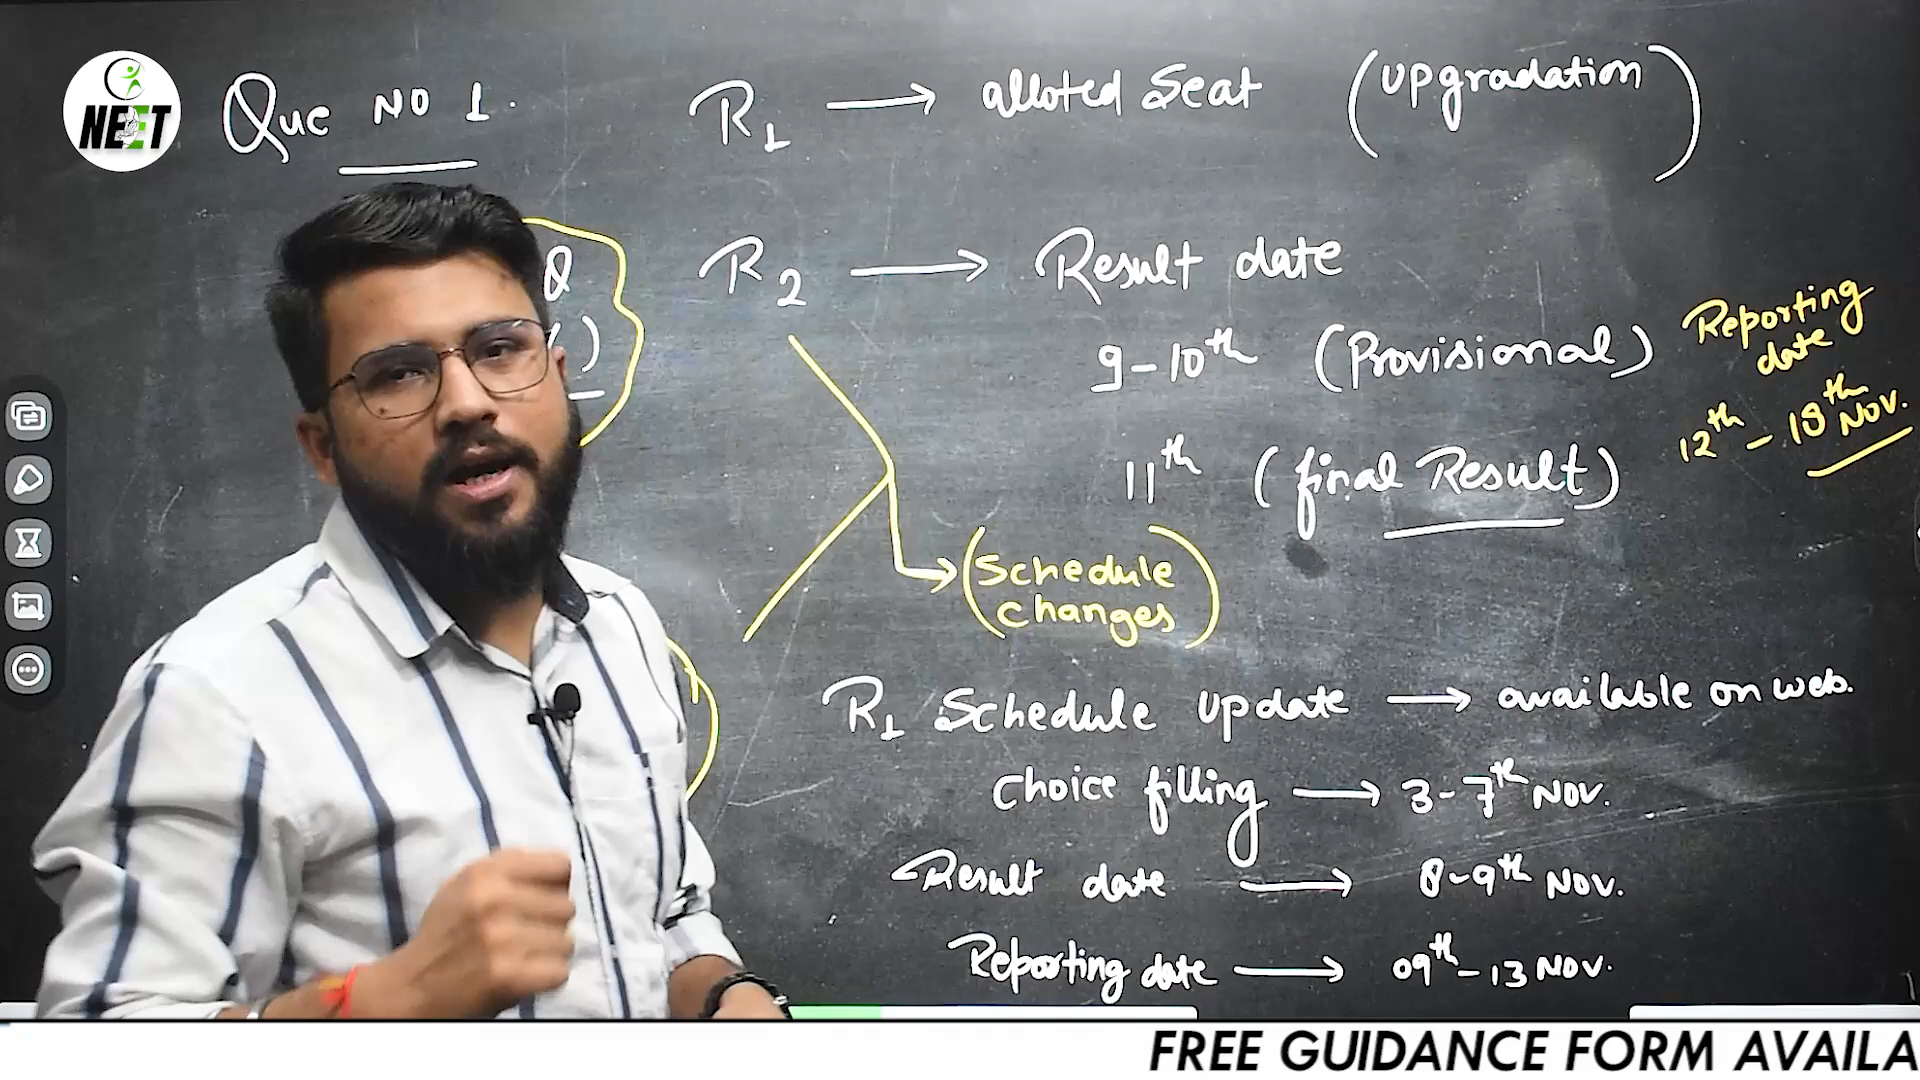 NEET
Que NO 1.
R1 → alloted Seat (Upgradation)
R2 → Result date
9-10th (Provisional)
11th (final Result)
Reporting
date
12th - 18th Nov.
(Schedule
changes)
R1 Schedule update → available on web.
Choice filling → 3-7th Nov.
Result date → 8-9th Nov.
Reporting date → 09th-13 Nov.
FREE GUIDANCE FORM AVAILA